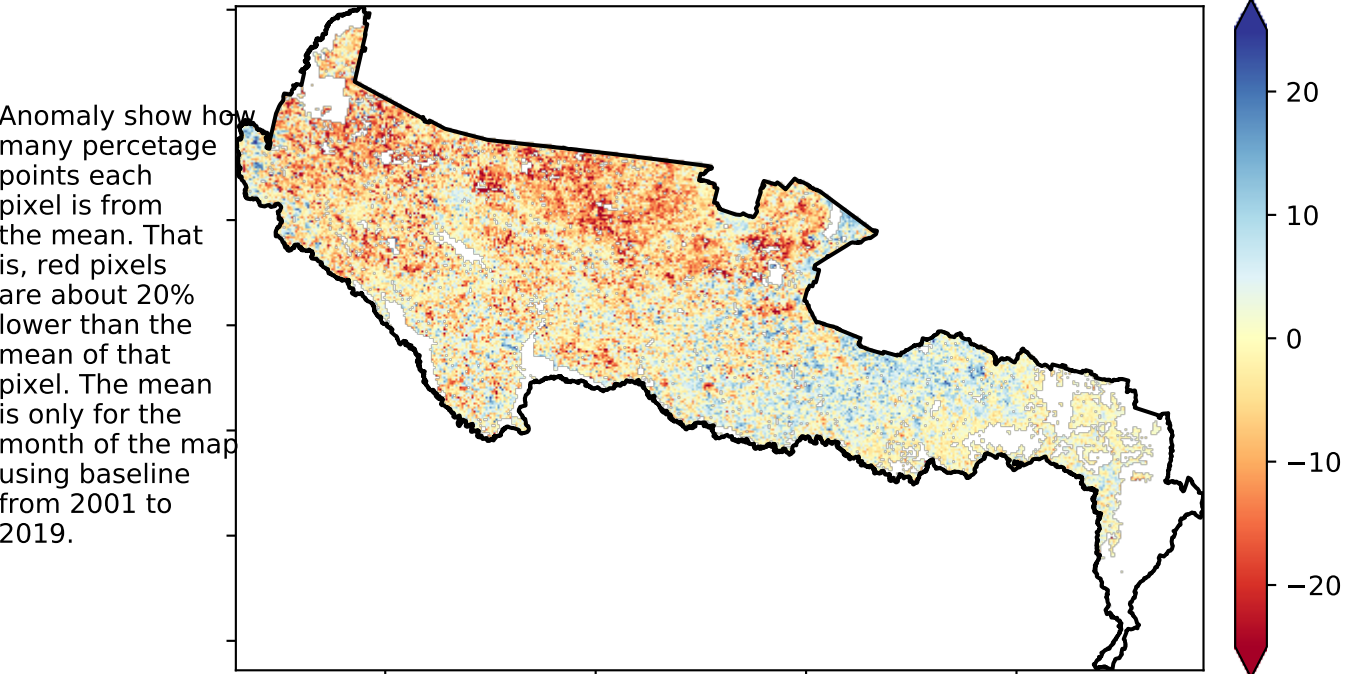 Anomaly show how
many percetage
points each
pixel is from
the mean. That
is, red pixels
are about 20%
lower than the
mean of that
pixel. The mean
is only for the
month of the map
using baseline
from 2001 to
2019.
20
10
0
−10
−20